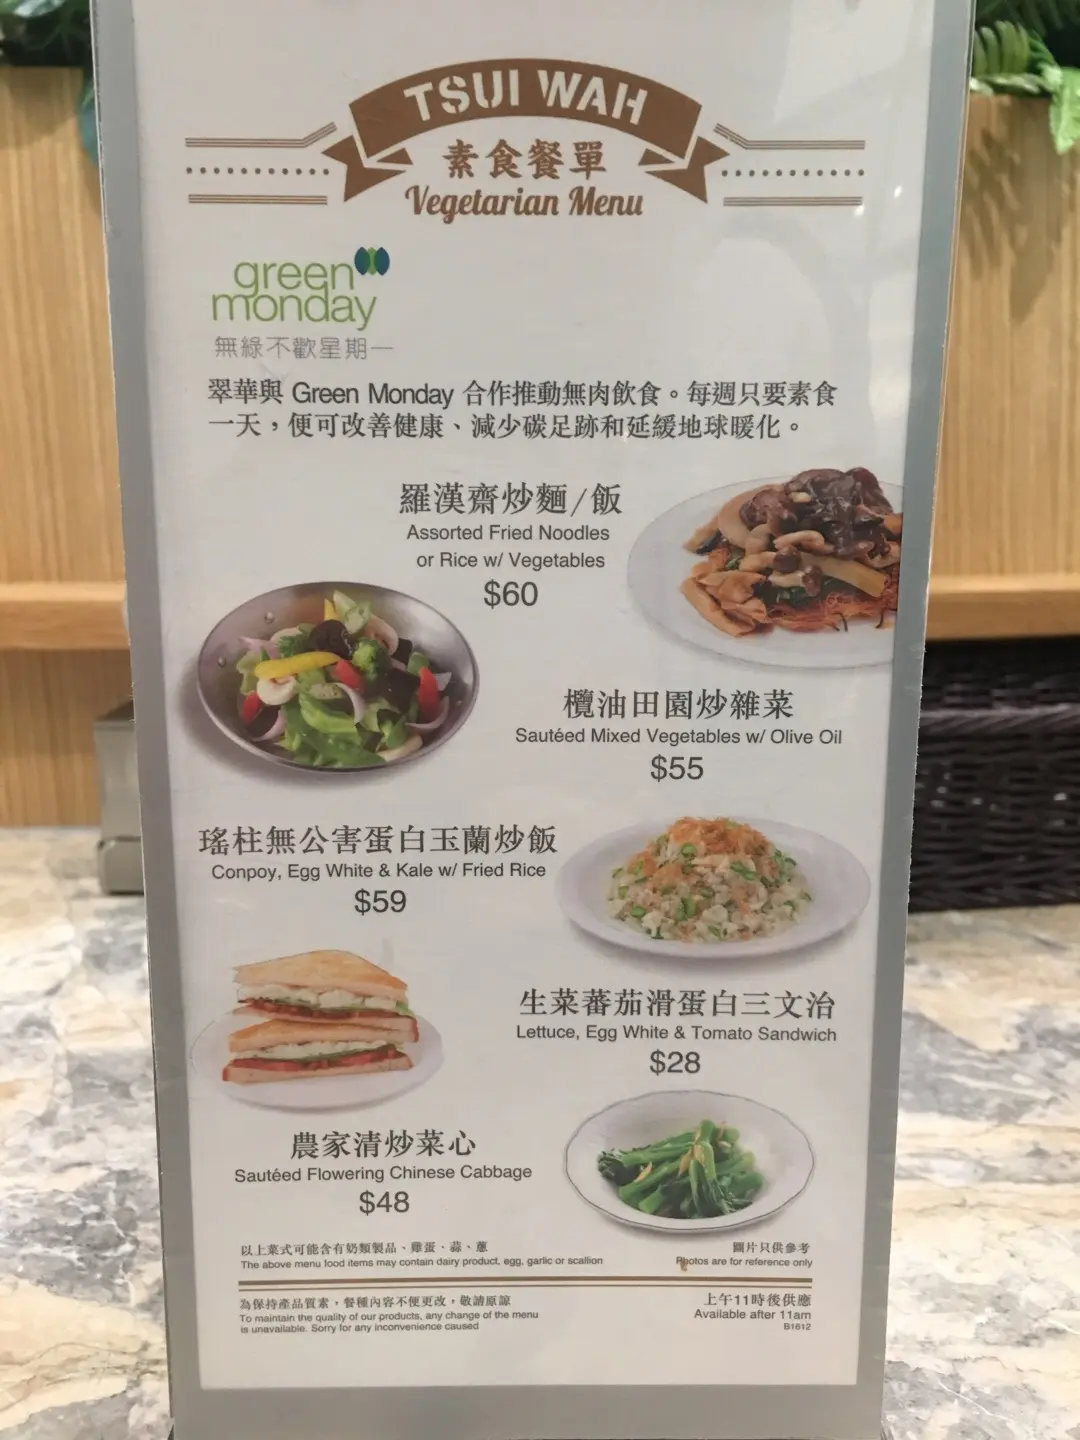 TSUI WAH
素食餐單
Vegetarian Menu
green
monday
無綠不歡星期一
翠華與 Green Monday 合作推動無肉飲食。每週只要素食
一天，便可改善健康、減少碳足跡和延緩地球暖化。
羅漢齋炒麵/飯
Assorted Fried Noodles
or Rice w/ Vegetables
$60
欖油田園炒雜菜
Sautéed Mixed Vegetables w/ Olive Oil
$55
瑤柱無公害蛋白玉蘭炒飯
Conpoy, Egg White & Kale w/ Fried Rice
$59
生菜蕃茄滑蛋白三文治
Lettuce, Egg White & Tomato Sandwich
$28
農家清炒菜心
Sautéed Flowering Chinese Cabbage
$48
以上菜式可能含有奶類製品、雞蛋、蒜、蔥
The above menu food items may contain dairy product, egg, garlic or scallion
圖片只供參考
Photos are for reference only
為保持產品質素，餐種內容不便更改，敬請原諒
To maintain the quality of our products, any change of the menu
is unavailable. Sorry for any inconvenience caused
上午11時後供應
Available after 11am
B1612